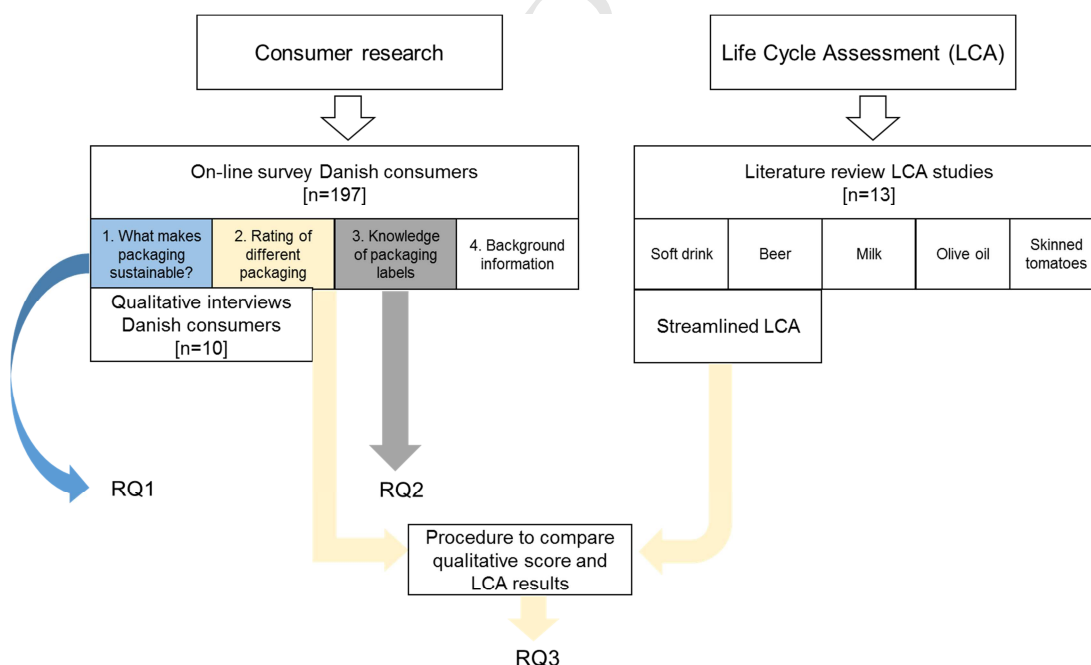 Consumer research
Life Cycle Assessment (LCA)
On-line survey Danish consumers
[n=197]
1. What makes
packaging
sustainable?
2. Rating of
different
packaging
3. Knowledge
of packaging
labels
4. Background
information
Qualitative interviews
Danish consumers
[n=10]
Literature review LCA studies
[n=13]
Soft drink
Beer
Milk
Olive oil
Skinned
tomatoes
Streamlined LCA
RQ1
RQ2
Procedure to compare
qualitative score and
LCA results
RQ3